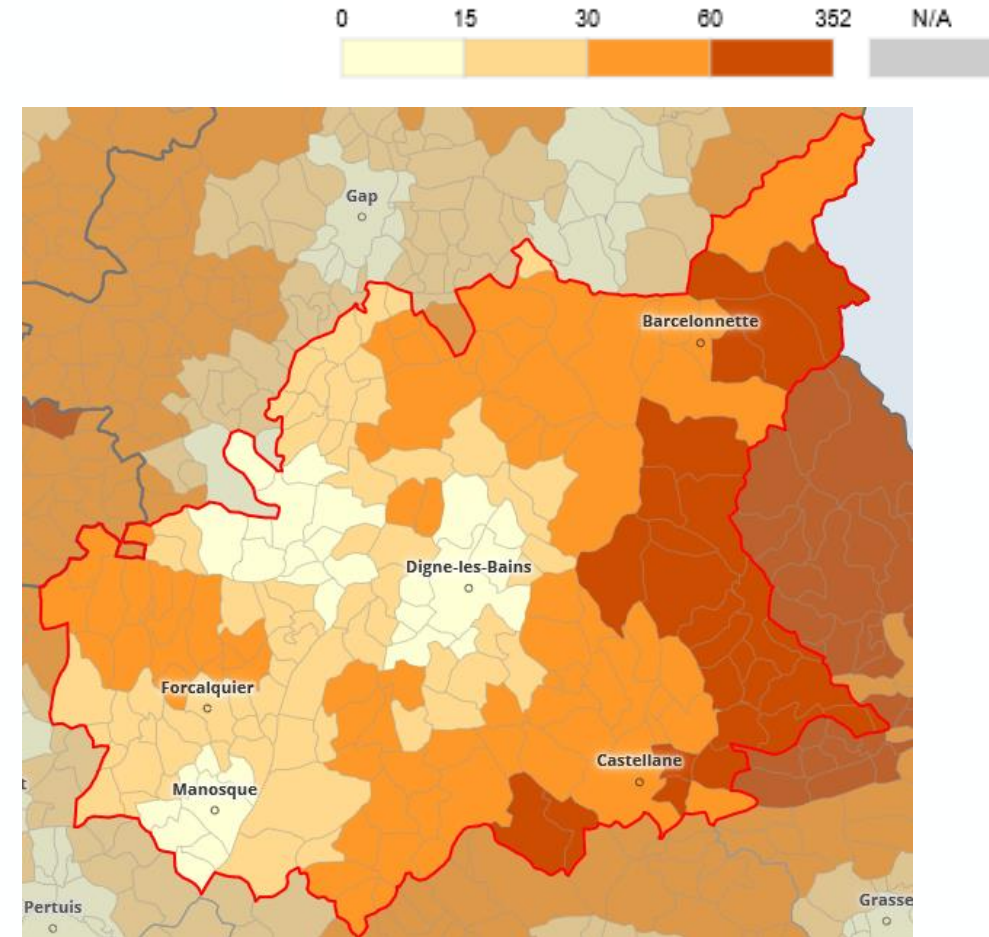 0 15 30 60 352 N/A
Gap
Barcelonnette
Digne-les-Bains
Forcalquier
Castellane
t
Manosque
Pertuis
Grasse